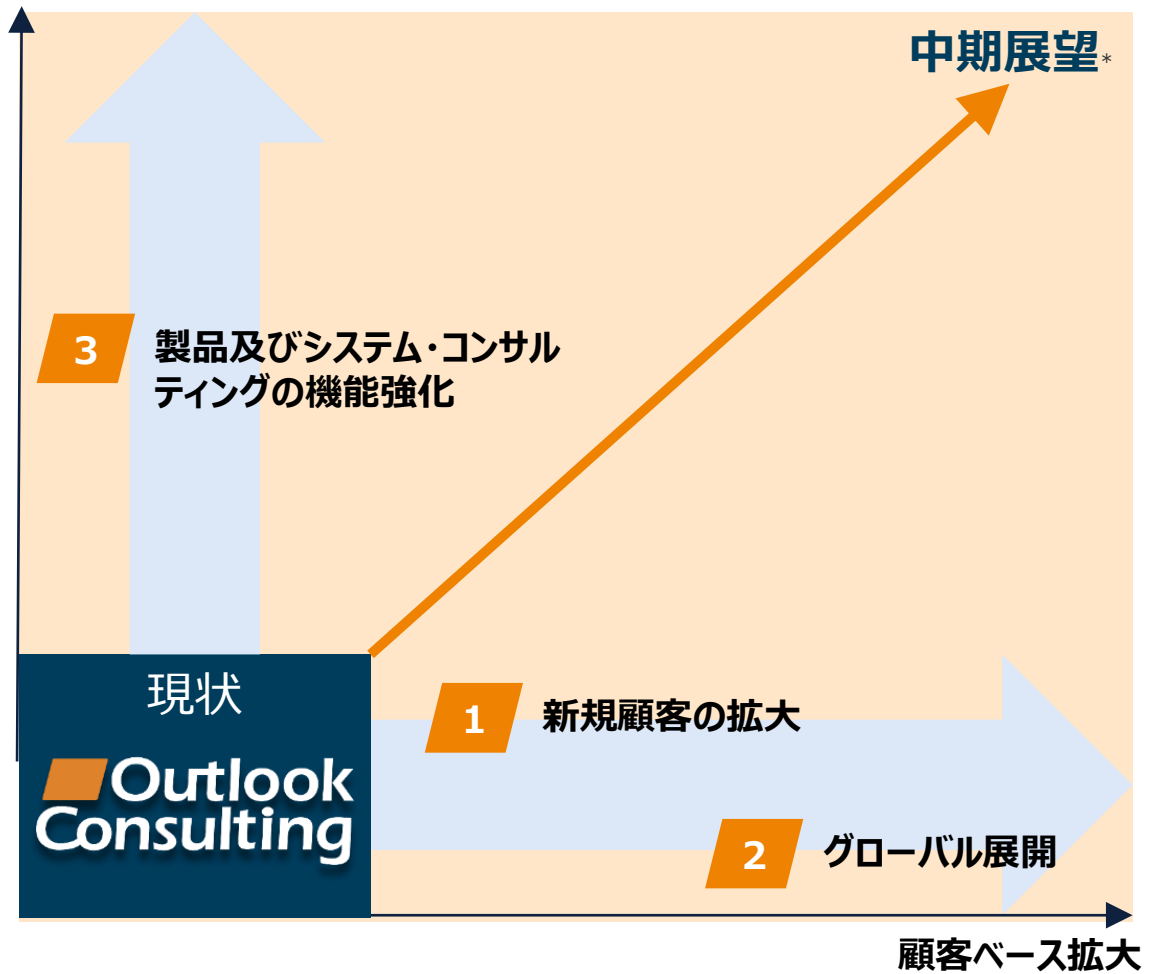 中期展望*
3
製品及びシステム・コンサル
ティングの機能強化
現状
Outlook
Consulting
1
新規顧客の拡大
2
グローバル展開
顧客ベース拡大